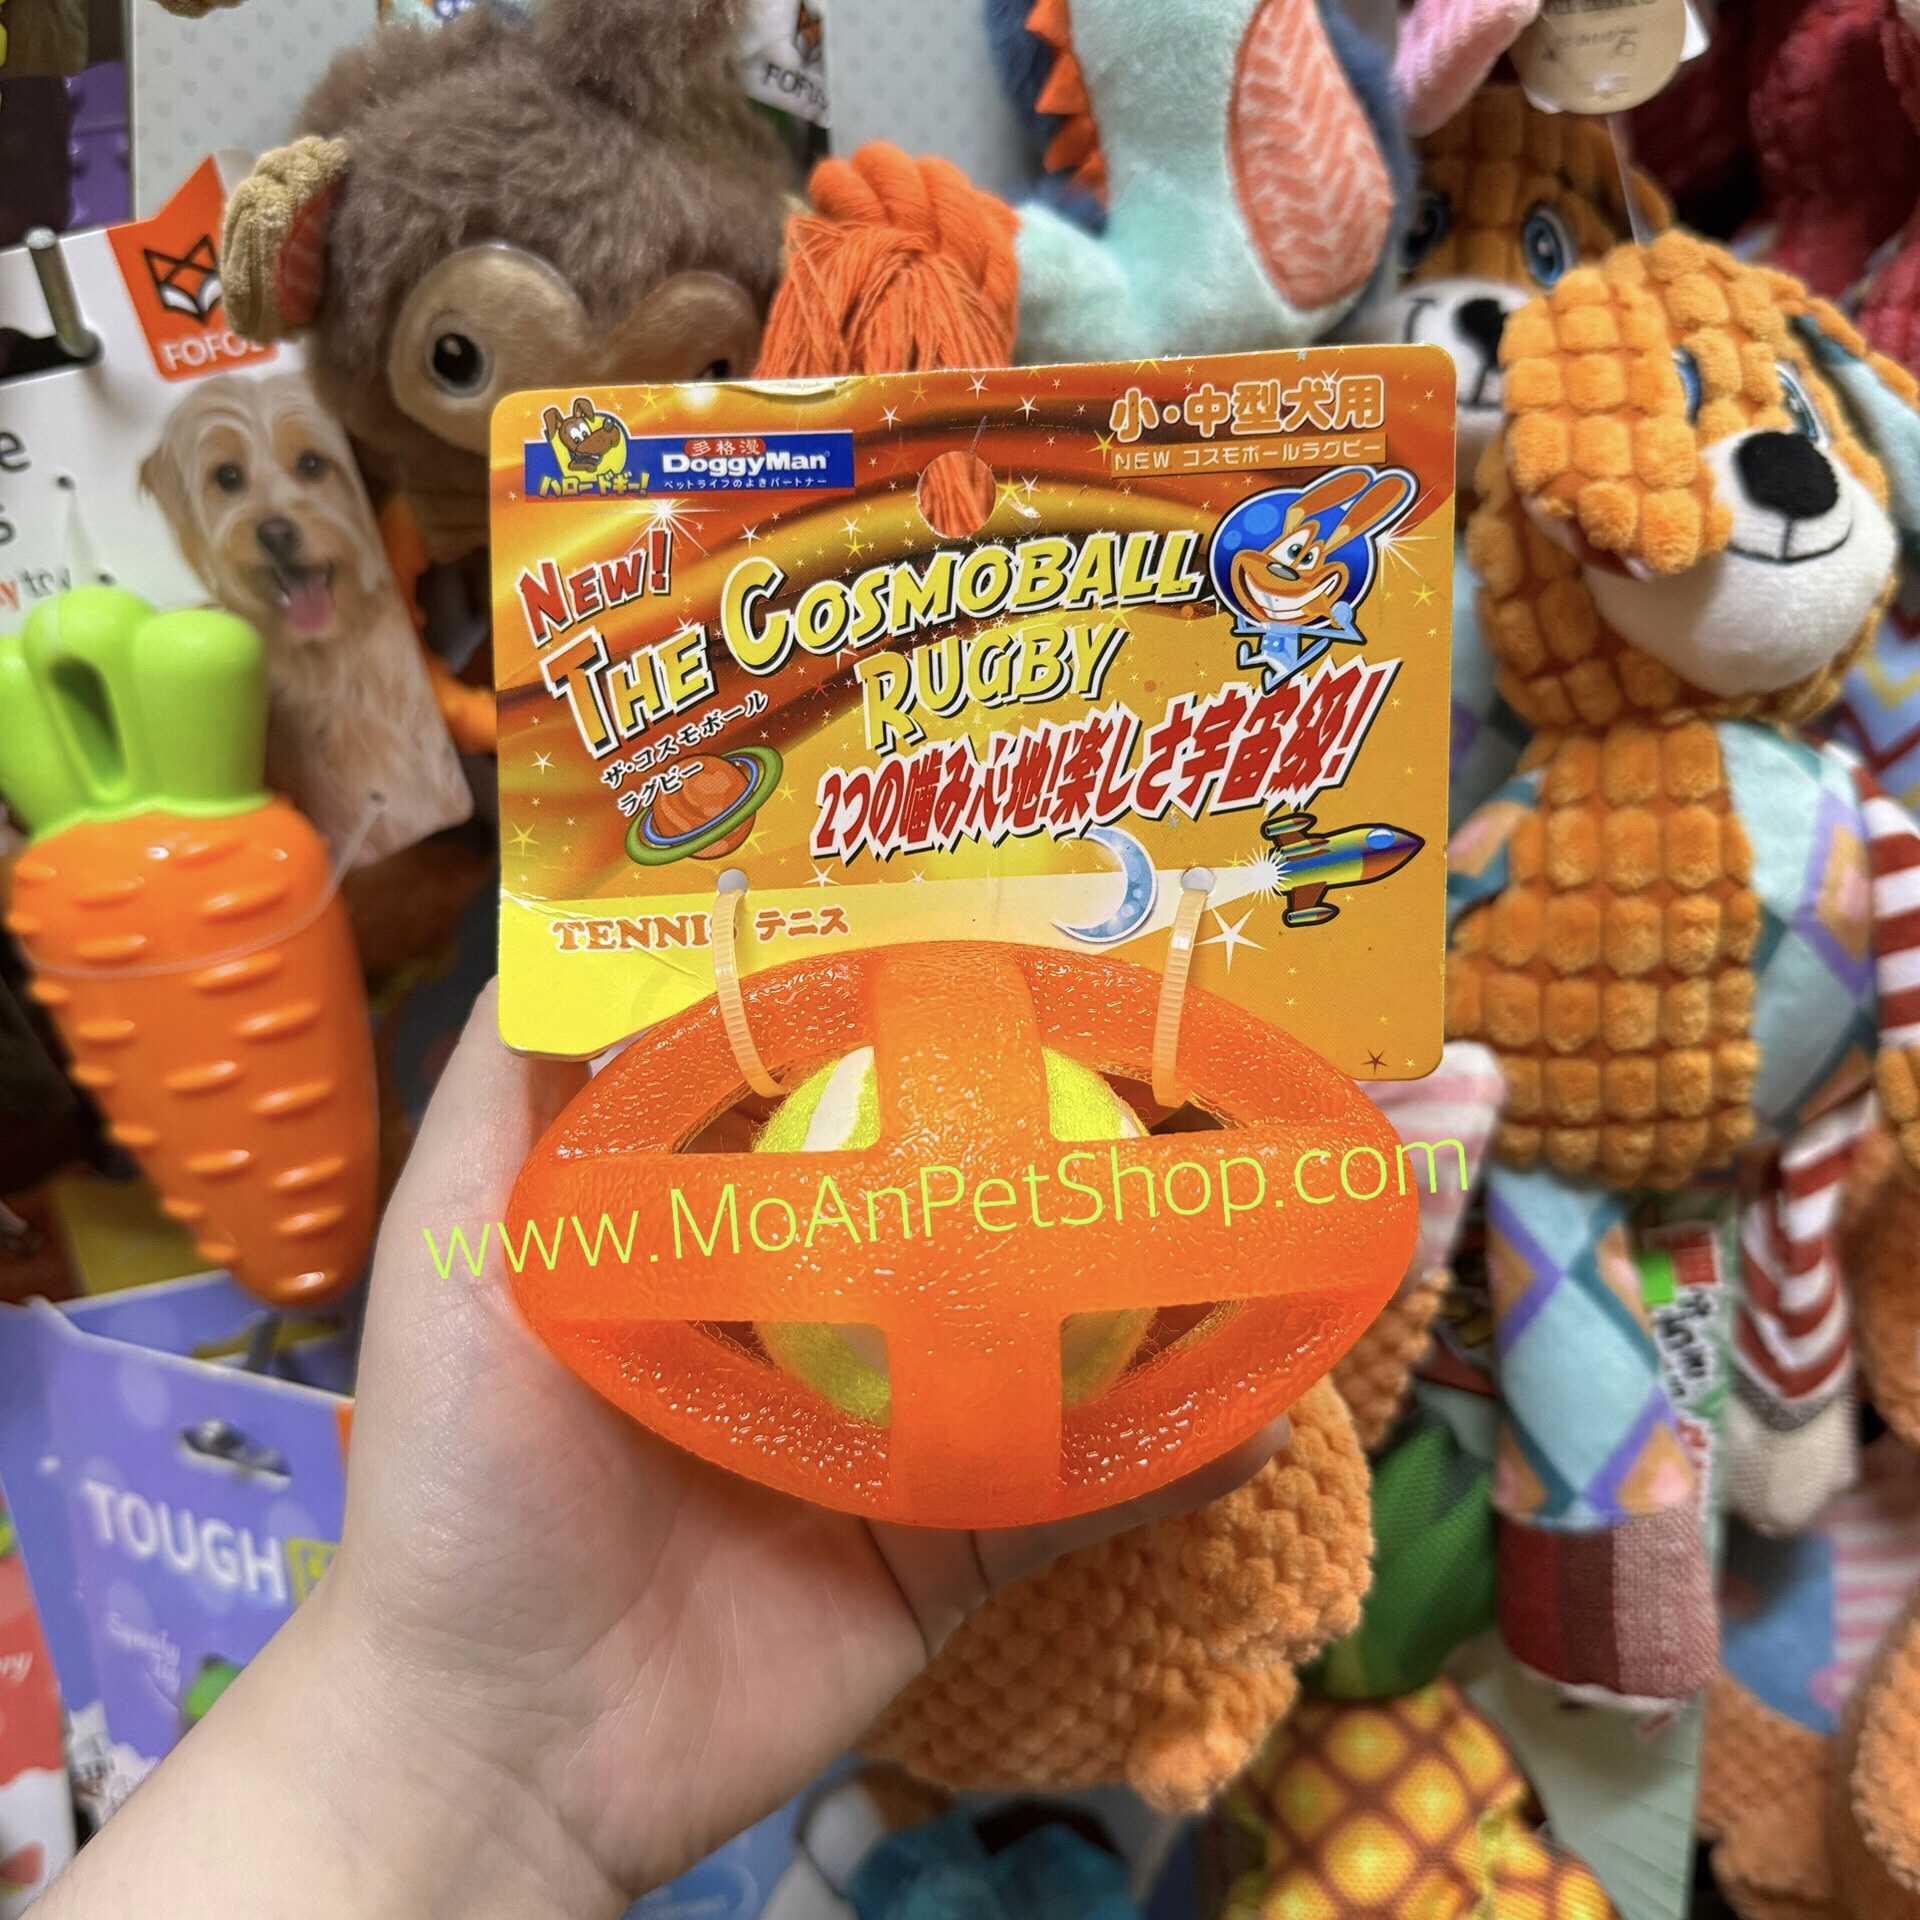 小・中型犬用
NEW コスモボールラグビー
多格漫
DoggyMan
ペットライフのよきパートナー
ハロードギー!
NEW!
THE COSMOBALL
RUGBY
ザ・コスモボール
ラグビー
2つの噛み心地!楽しさ宇宙級!
TENNIS テニス
www.MoAnPetShop.com
TOUGH